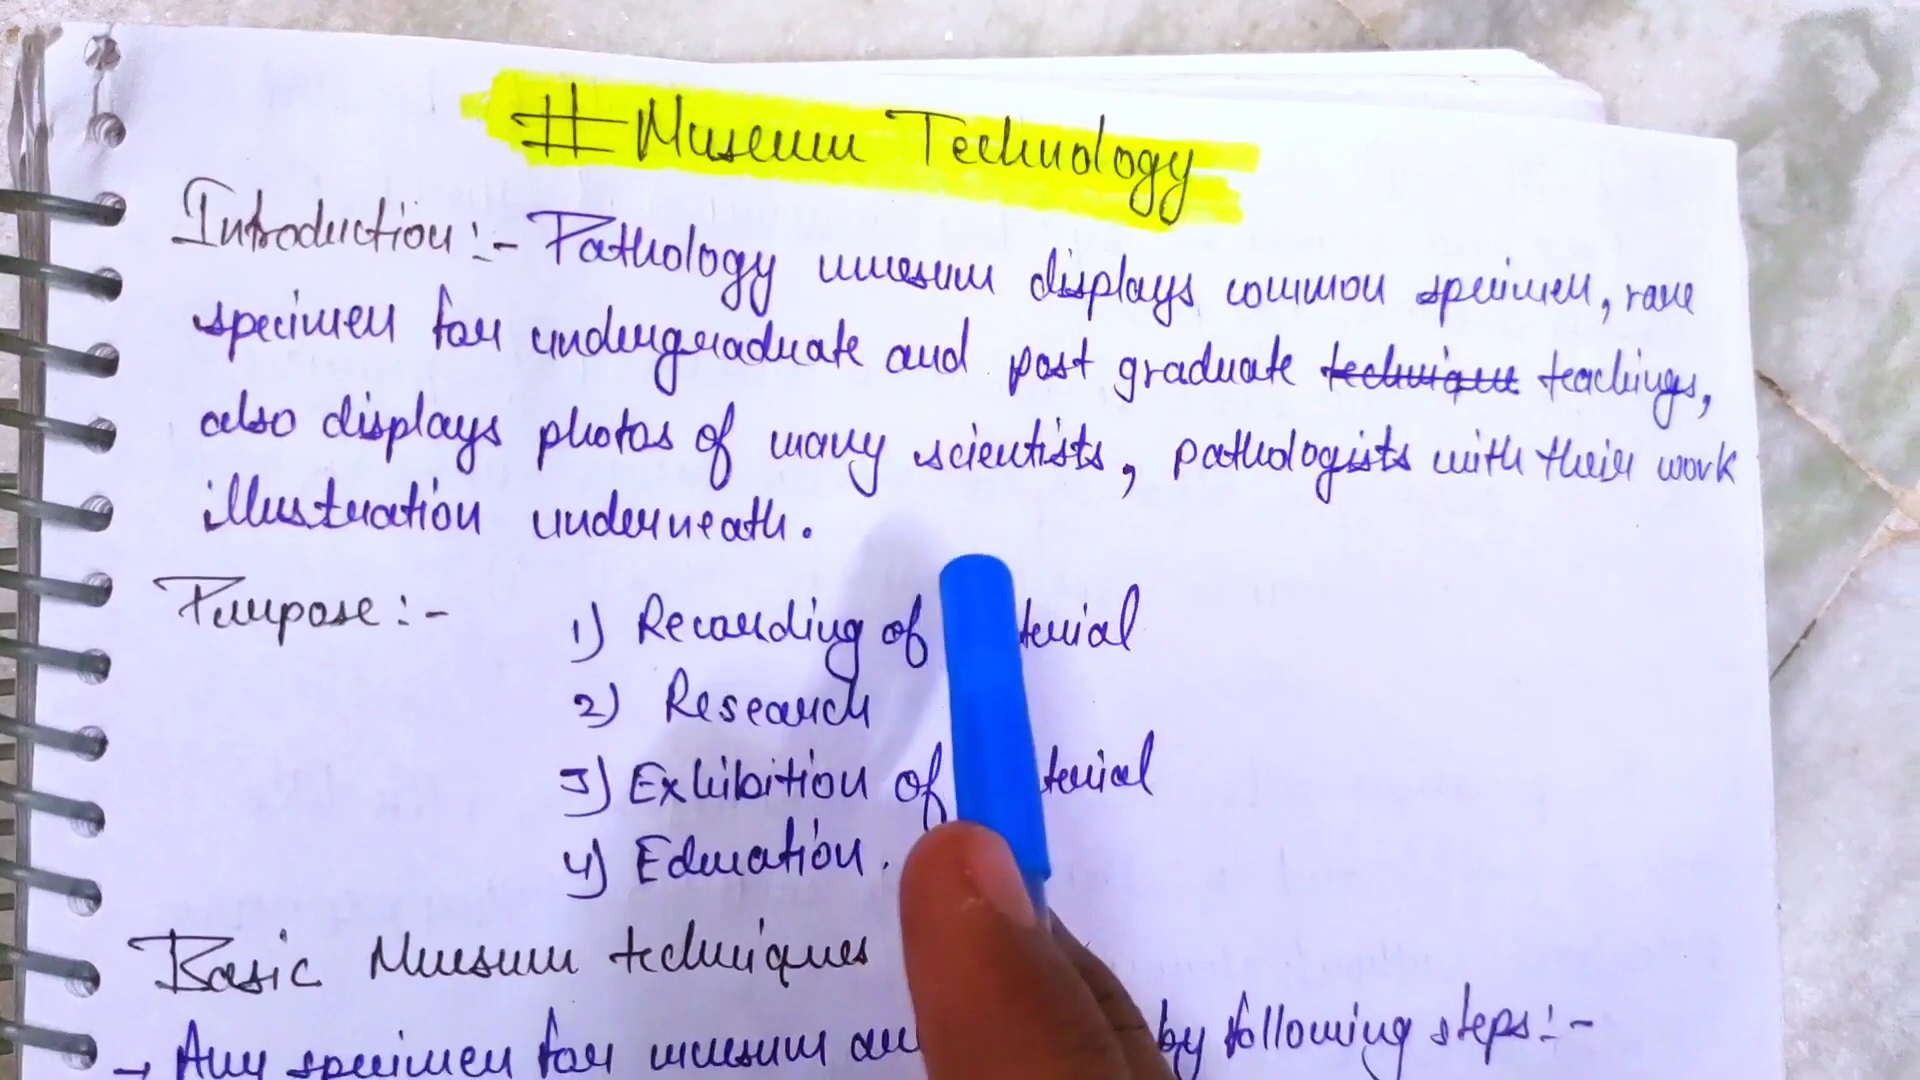 # Museum Technology
Introduction:- Pathology museum displays common specimen, rare
specimen for undergraduate and post graduate technique teachings,
also displays photos of many scientists, pathologists with their work
illustration underneath.
Purpose:-
1) Recording of terial
2) Research
3) Exhibition of terial
4) Education.
Basic Museum techniques
→ Any specimen for museum by following steps:-